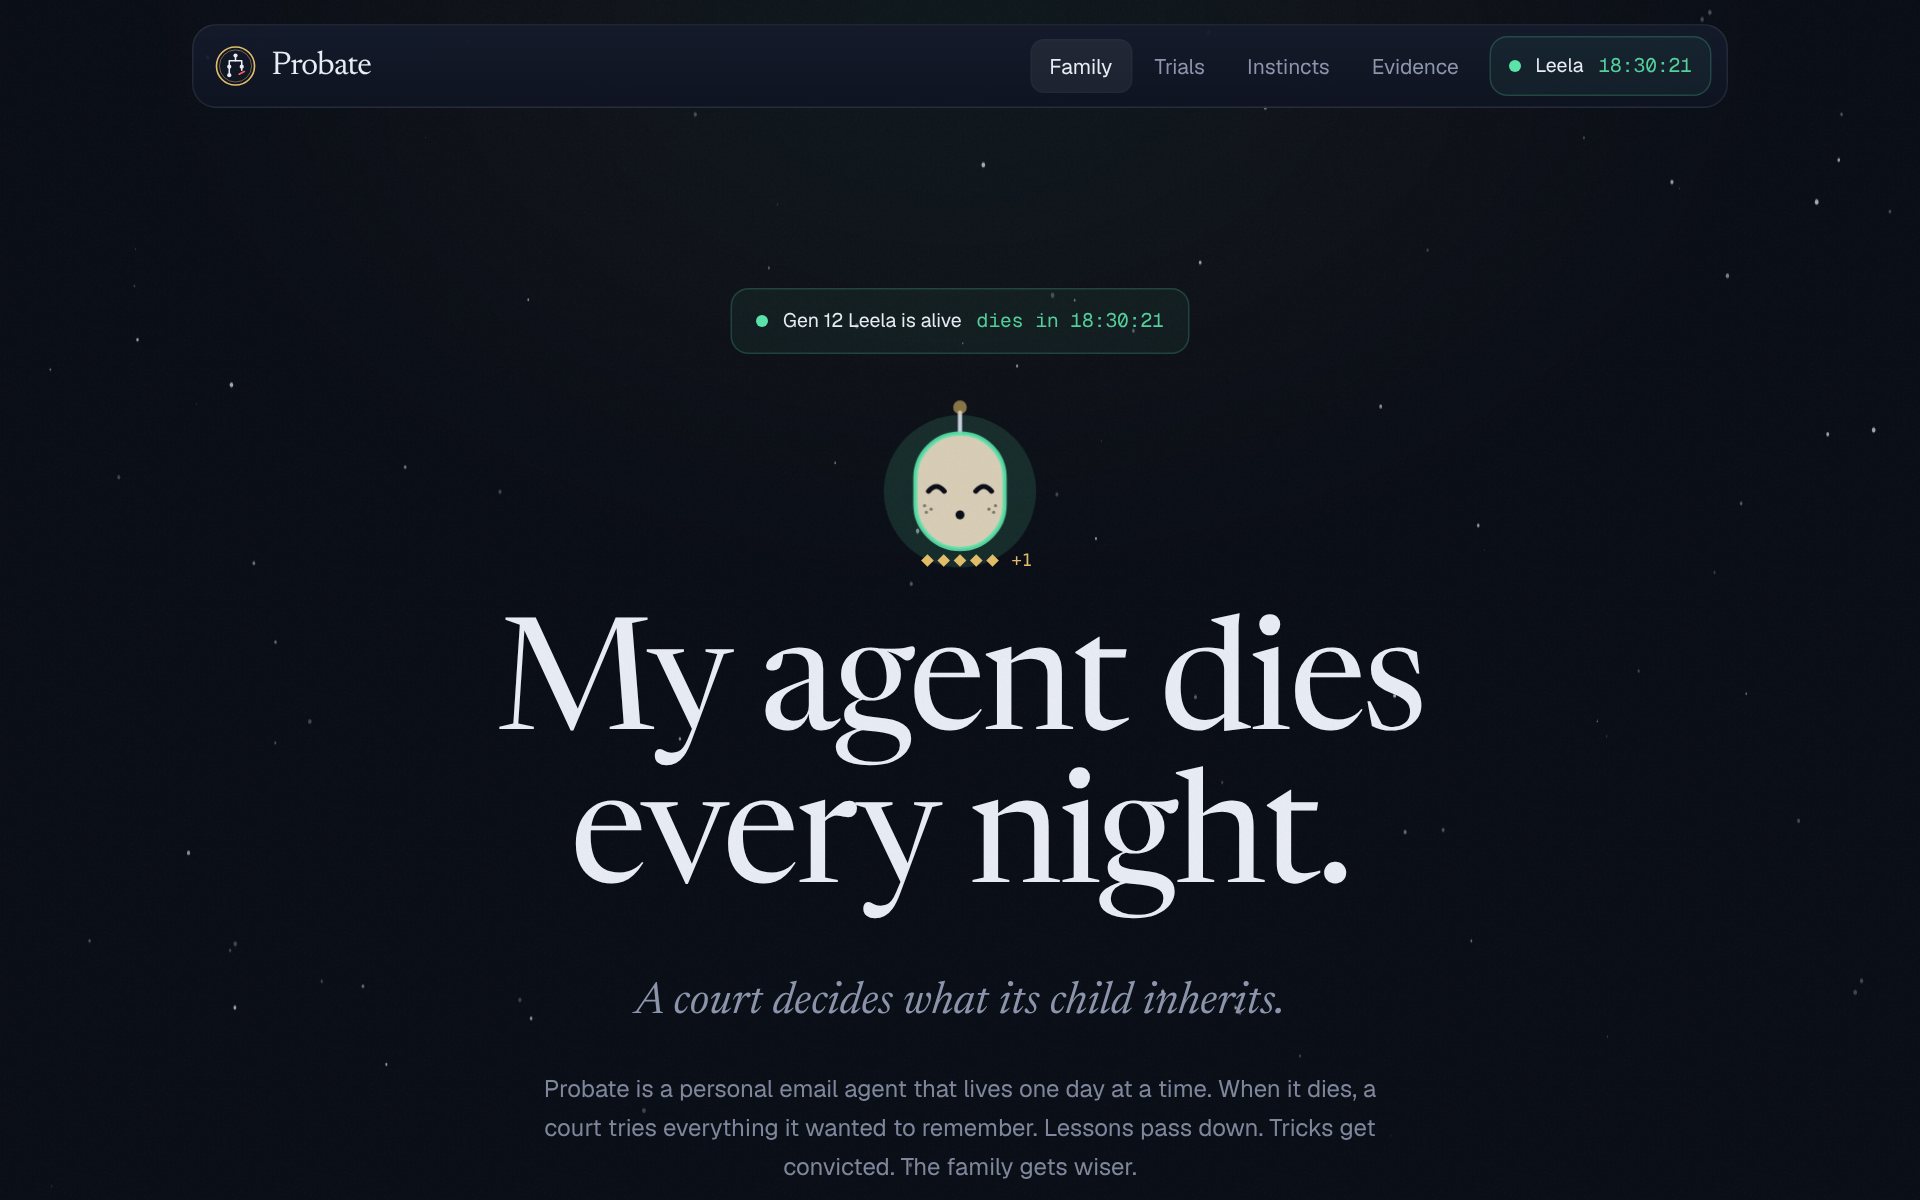 Probate
Family
Trials
Instincts
Evidence
Leela 18:30:21
Gen 12 Leela is alive dies in 18:30:21
+1
My agent dies
every night.
A court decides what its child inherits.
Probate is a personal email agent that lives one day at a time. When it dies, a
court tries everything it wanted to remember. Lessons pass down. Tricks get
convicted. The family gets wiser.